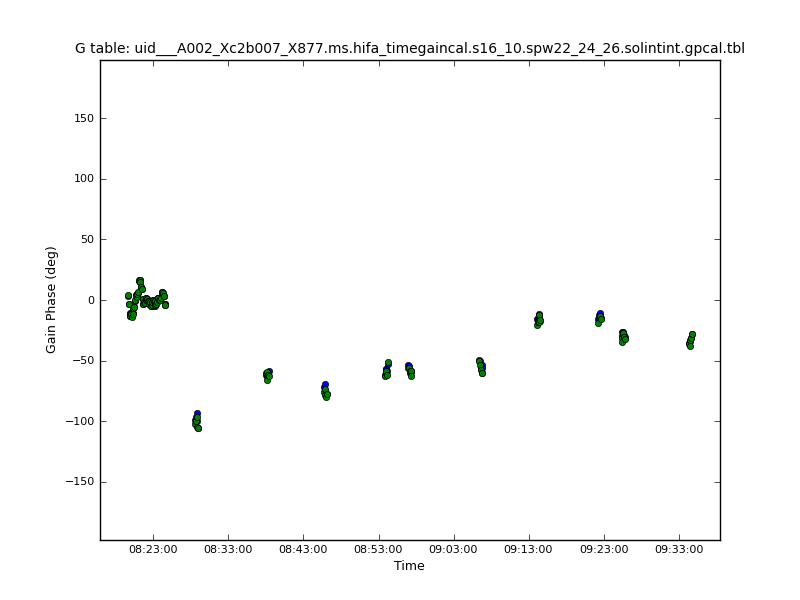 G table: uid___A002_Xc2b007_X877.ms.hifa_timegaincal.s16_10.spw22_24_26.solintint.gpcal.tbl
150
100
50
0
−50
−100
−150
Gain Phase (deg)
08:23:00 08:33:00 08:43:00 08:53:00 09:03:00 09:13:00 09:23:00 09:33:00
Time